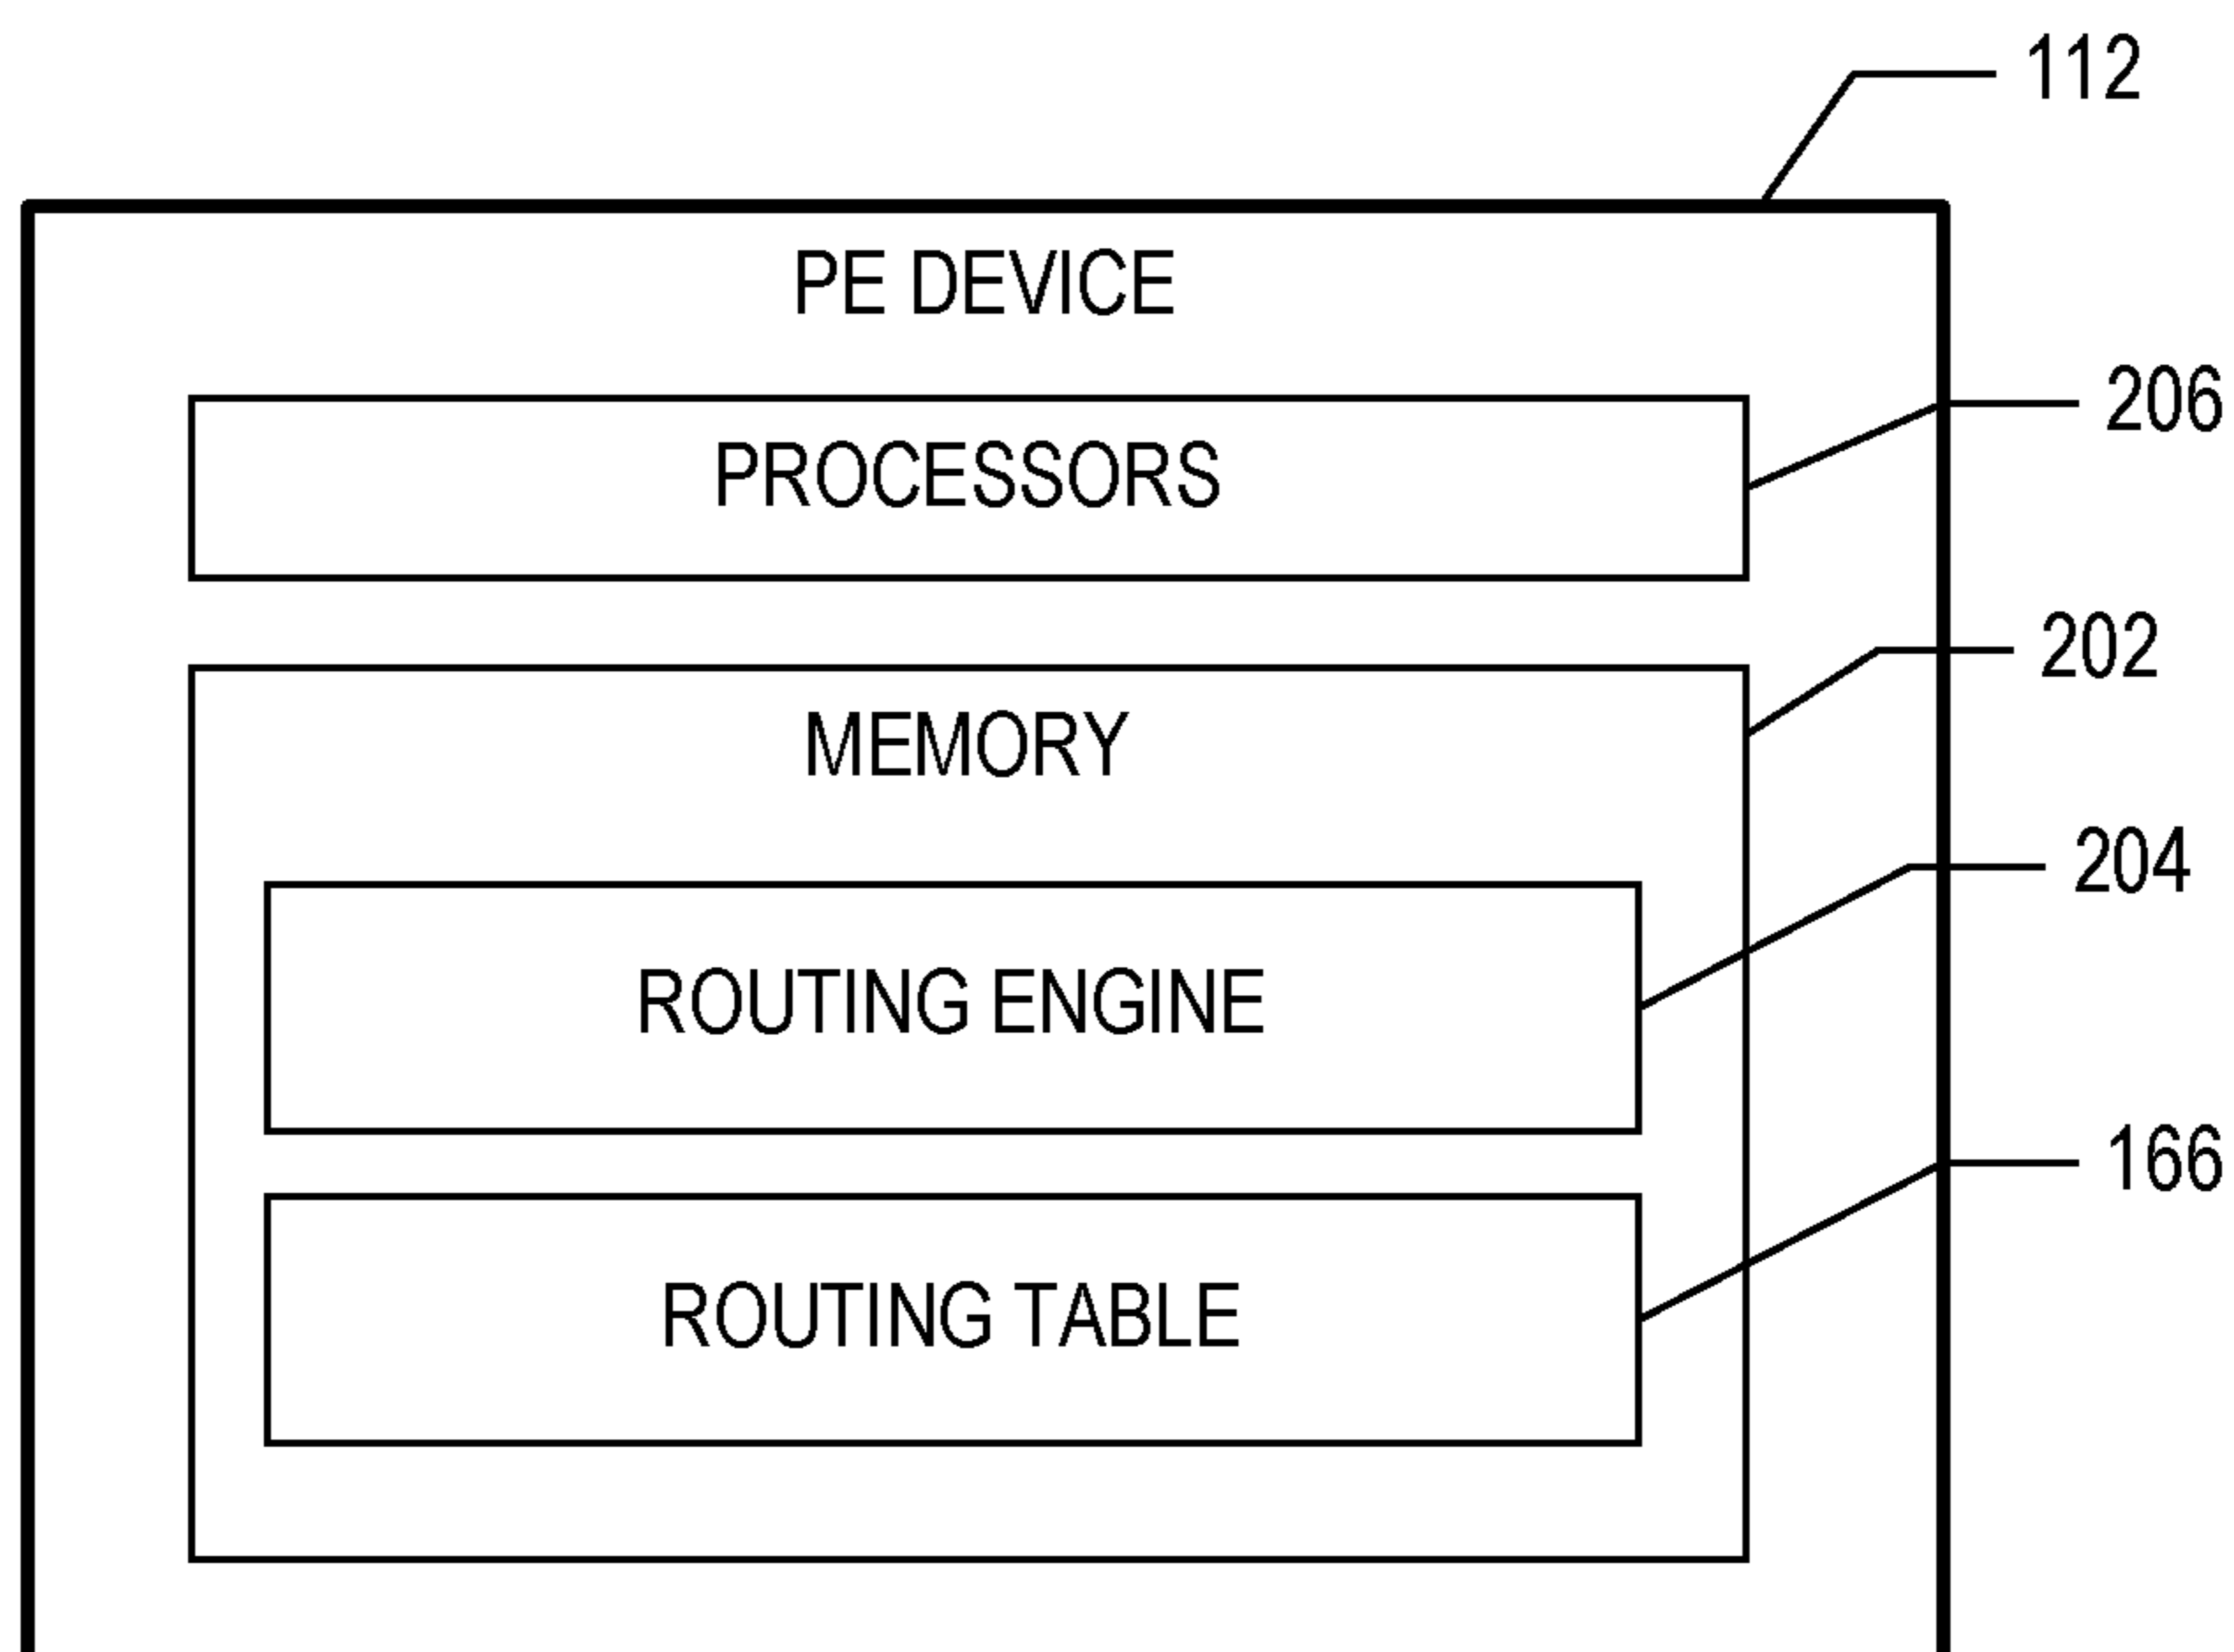 112
PE DEVICE
206
PROCESSORS
202
MEMORY
204
ROUTING ENGINE
166
ROUTING TABLE